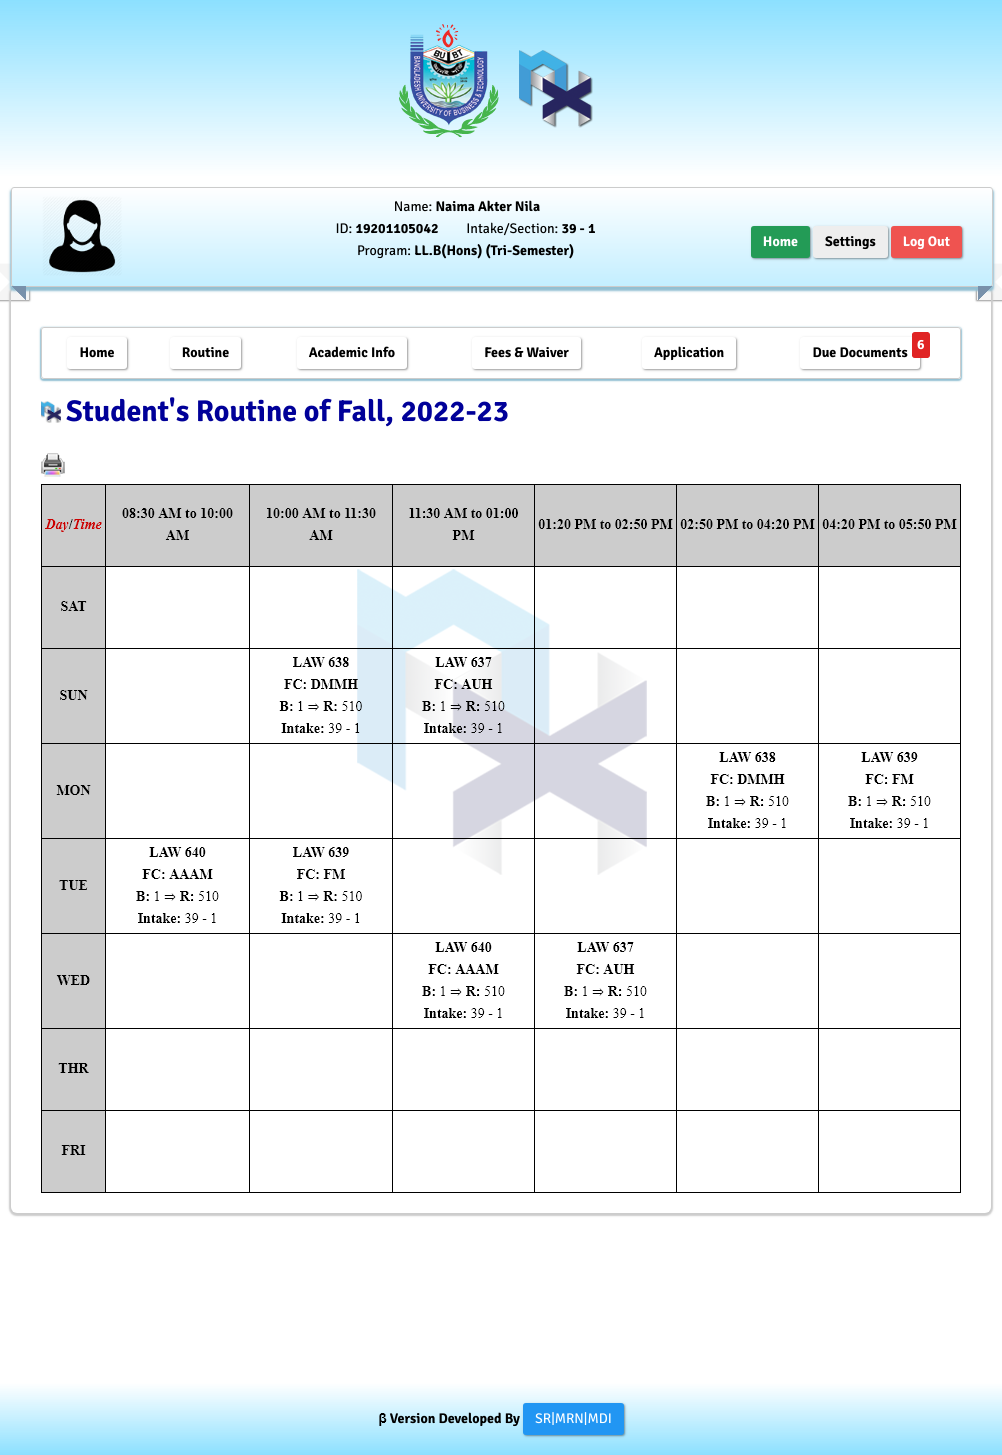 BU BT
BANGLADESH UNIVERSITY OF BUSINESS & TECHNOLOGY
Name: Naima Akter Nila
ID: 19201105042 Intake/Section: 39 - 1
Program: LL.B(Hons) (Tri-Semester)
Home Settings Log Out
Home Routine Academic Info Fees & Waiver Application Due Documents 6
Student's Routine of Fall, 2022-23
Day/Time
08:30 AM to 10:00
AM
10:00 AM to 11:30
AM
11:30 AM to 01:00
PM
01:20 PM to 02:50 PM
02:50 PM to 04:20 PM
04:20 PM to 05:50 PM
SAT
SUN
LAW 638
FC: DMMH
B: 1 ⇒ R: 510
Intake: 39 - 1
LAW 637
FC: AUH
B: 1 ⇒ R: 510
Intake: 39 - 1
MON
LAW 638
FC: DMMH
B: 1 ⇒ R: 510
Intake: 39 - 1
LAW 639
FC: FM
B: 1 ⇒ R: 510
Intake: 39 - 1
TUE
LAW 640
FC: AAAM
B: 1 ⇒ R: 510
Intake: 39 - 1
LAW 639
FC: FM
B: 1 ⇒ R: 510
Intake: 39 - 1
WED
LAW 640
FC: AAAM
B: 1 ⇒ R: 510
Intake: 39 - 1
LAW 637
FC: AUH
B: 1 ⇒ R: 510
Intake: 39 - 1
THR
FRI
β Version Developed By SR|MRN|MDI